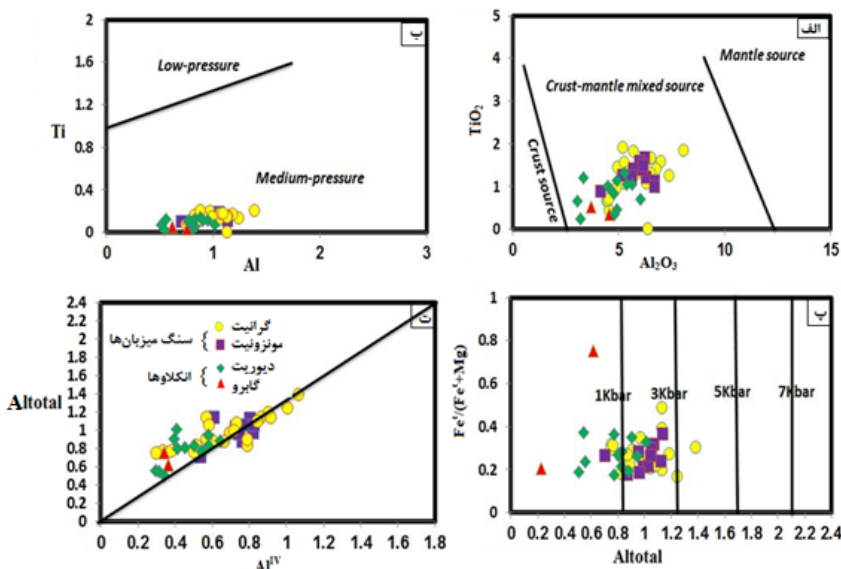 ب
2
1.6
1.2
0.8
0.4
0
Ti
Low-pressure
Medium-pressure
0 1 2 3
Al
الف
5
4
3
2
1
0
TiO₂
Crust source
Crust-mantle mixed source
Mantle source
0 5 10 15
Al₂O₃
ت
2.4
2.2
2
1.8
1.6
1.4
1.2
1
0.8
0.6
0.4
0.2
0
Altotal
گرانیت
مونزونیت
سنگ میزبان‌ها
دیوریت
گابرو
انکلاوها
0 0.2 0.4 0.6 0.8 1 1.2 1.4 1.6 1.8
Al^IV
پ
1
0.8
0.6
0.4
0.2
0
1Kbar 3Kbar 5Kbar 7Kbar
0 0.2 0.4 0.6 0.8 1 1.2 1.4 1.6 1.8 2 2.2 2.4
Altotal